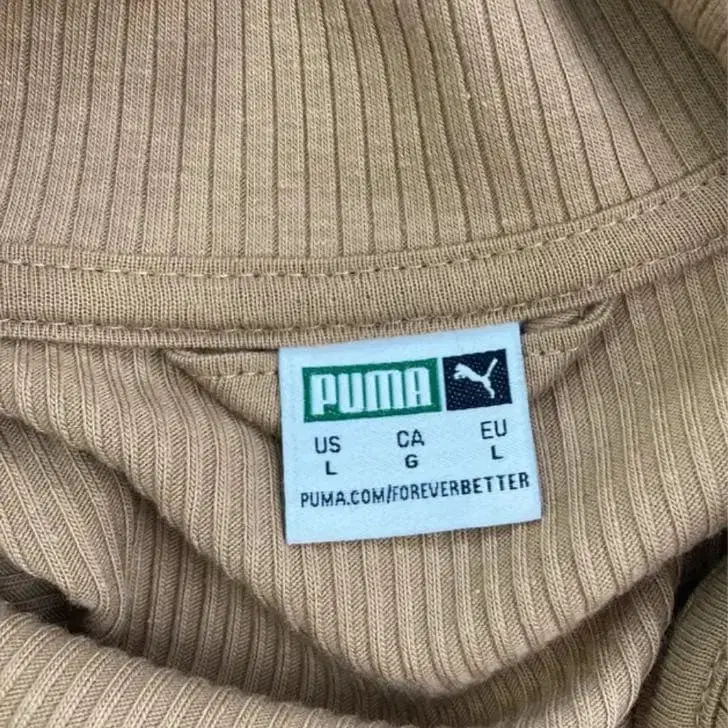 PUMA
US CA EU
L G L
PUMA.COM/FOREVERBETTER